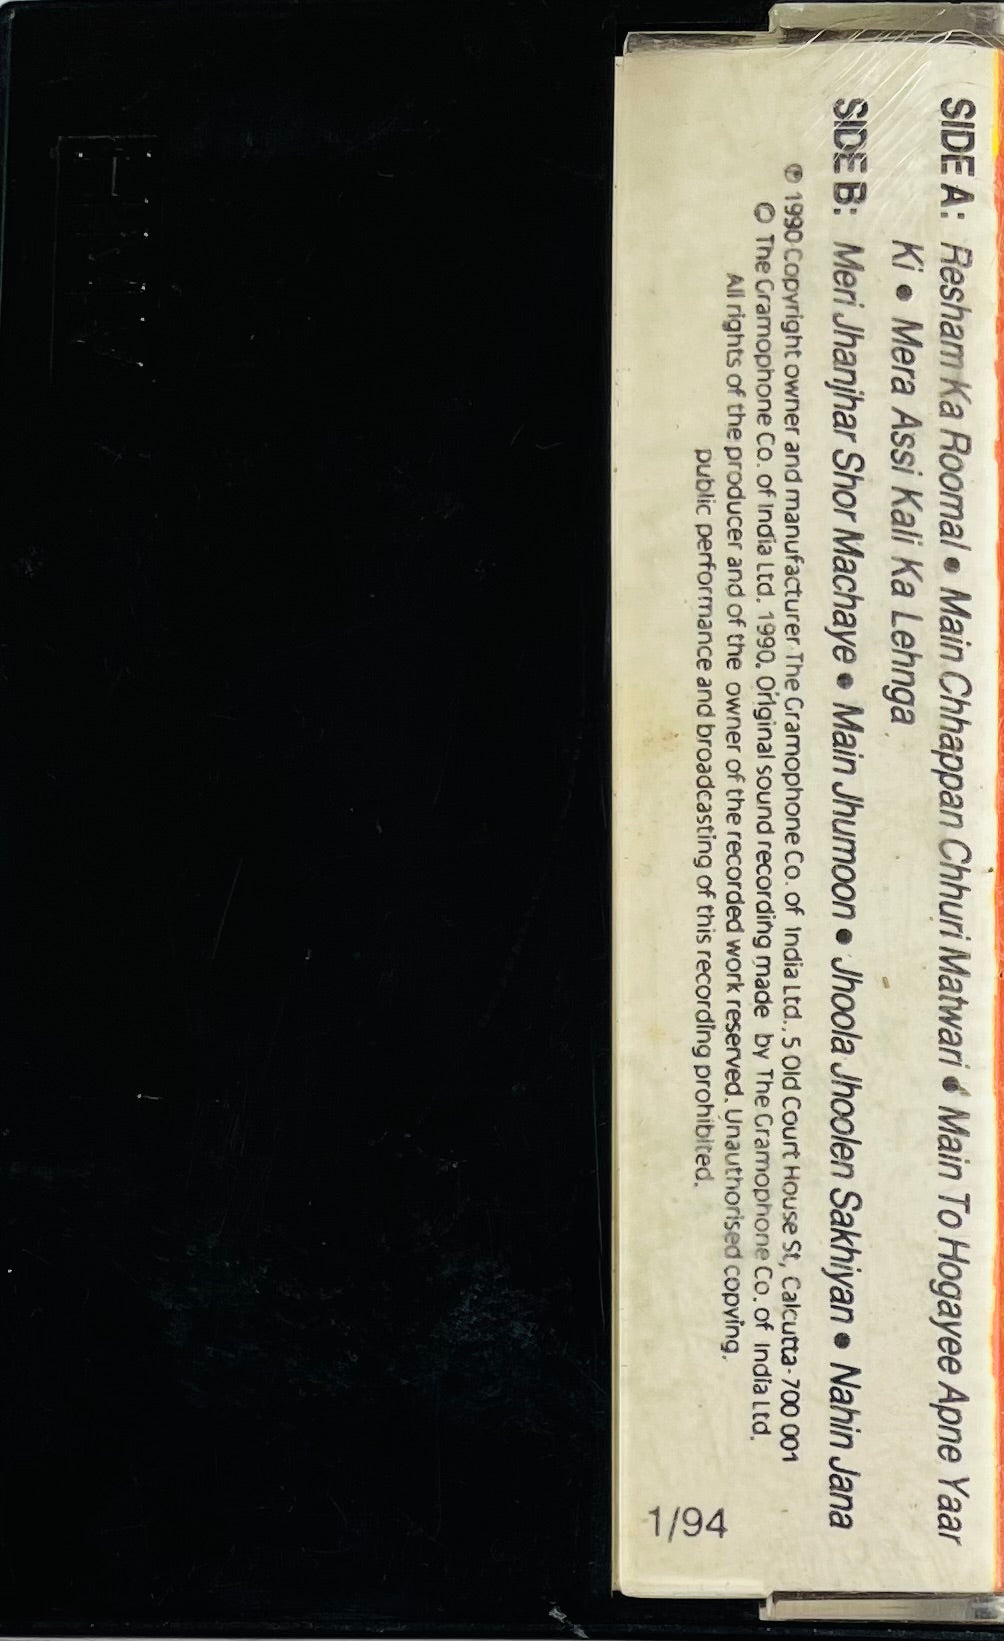 SIDE A: Resham Ka Roomal • Main Chhappan Chhuri Matwari • Main To Hogayee Apne Yaar
Ki • Mera Assi Kali Ka Lehnga
SIDE B: Meri Jhanjhar Shor Machaye • Main Jhumoon • Jhoola Jhoolen Sakhiyan • Nahin Jana
℗ 1990 Copyright owner and manufacturer The Gramophone Co. of India Ltd., 5 Old Court House St, Calcutta-700 001
© The Gramophone Co. of India Ltd. 1990. Original sound recording made by The Gramophone Co. of India Ltd.
All rights of the producer and of the owner of the recorded work reserved. Unauthorised copying,
public performance and broadcasting of this recording prohibited.
1/94
HMV